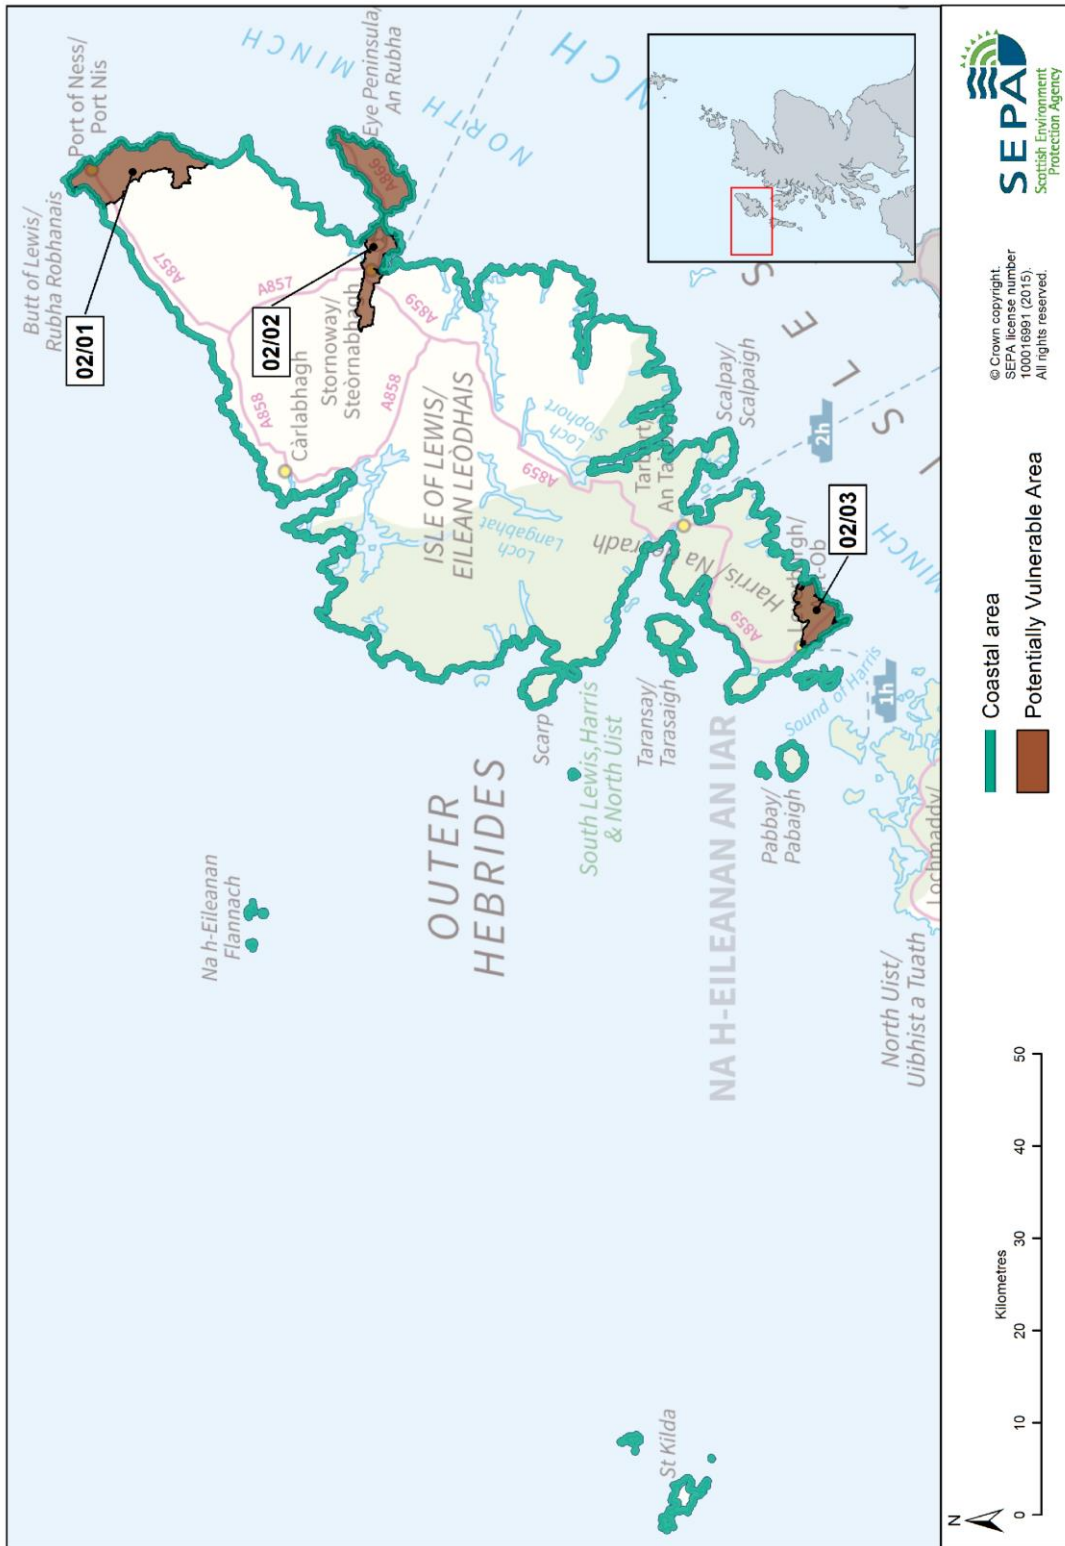 Butt of Lewis/
Rubha Robhanais
Port of Ness/
Port Nis
02/01
A857
MINCH
NORTH
Eye Peninsula/
An Rubha
A866
02/02
A857
Stornoway/
Steòrnabhagh
A859
A858
A858
Càrlabhagh
Na h-Eileanan
Flannach
ISLE OF LEWIS/
EILEAN LEÒDHAIS
Loch
Langabhat
Loch
Siophort
A859
OUTER
HEBRIDES
Scarp
South Lewis, Harris
& North Uist
Tarbert/
An
Scalpay/
Scalpaigh
2h
Taransay/
Tarasaigh
Harris/Na
A859
NA H-EILEANAN AN IAR
02/03
MINCH
Pabbay/
Pabaigh
Sound of Harris
1h
North Uist/
Uibhist a Tuath
Lochmaddy/
St Kilda
N
Kilometres
0 10 20 30 40 50
Coastal area
Potentially Vulnerable Area
© Crown copyright.
SEPA license number
100016991 (2015).
All rights reserved.
SEPA
Scottish Environment
Protection Agency